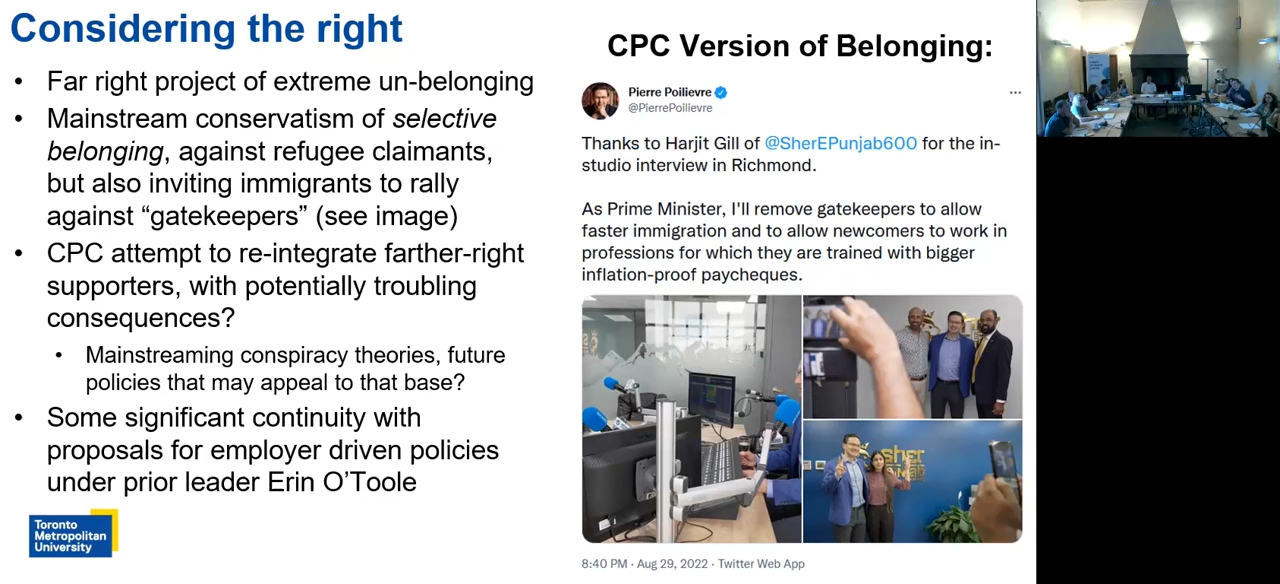 Considering the right
• Far right project of extreme un-belonging
• Mainstream conservatism of selective
belonging, against refugee claimants,
but also inviting immigrants to rally
against “gatekeepers” (see image)
• CPC attempt to re-integrate farther-right
supporters, with potentially troubling
consequences?
• Mainstreaming conspiracy theories, future
policies that may appeal to that base?
• Some significant continuity with
proposals for employer driven policies
under prior leader Erin O’Toole
Toronto
Metropolitan
University
CPC Version of Belonging:
Pierre Poilievre
@PierrePoilievre
Thanks to Harjit Gill of @SherEPunjab600 for the in-
studio interview in Richmond.
As Prime Minister, I'll remove gatekeepers to allow
faster immigration and to allow newcomers to work in
professions for which they are trained with bigger
inflation-proof paycheques.
sher
8:40 PM · Aug 29, 2022 · Twitter Web App